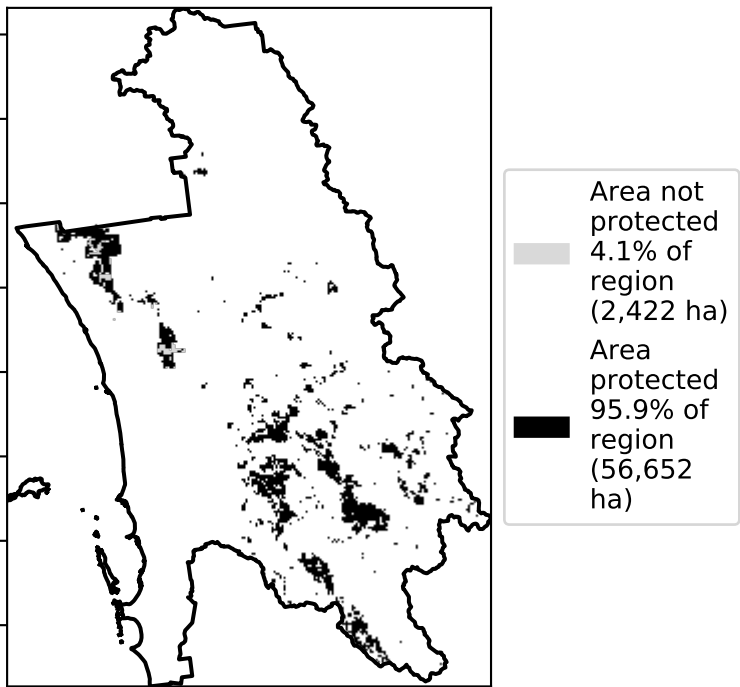 Area not
protected
4.1% of
region
(2,422 ha)
Area
protected
95.9% of
region
(56,652
ha)